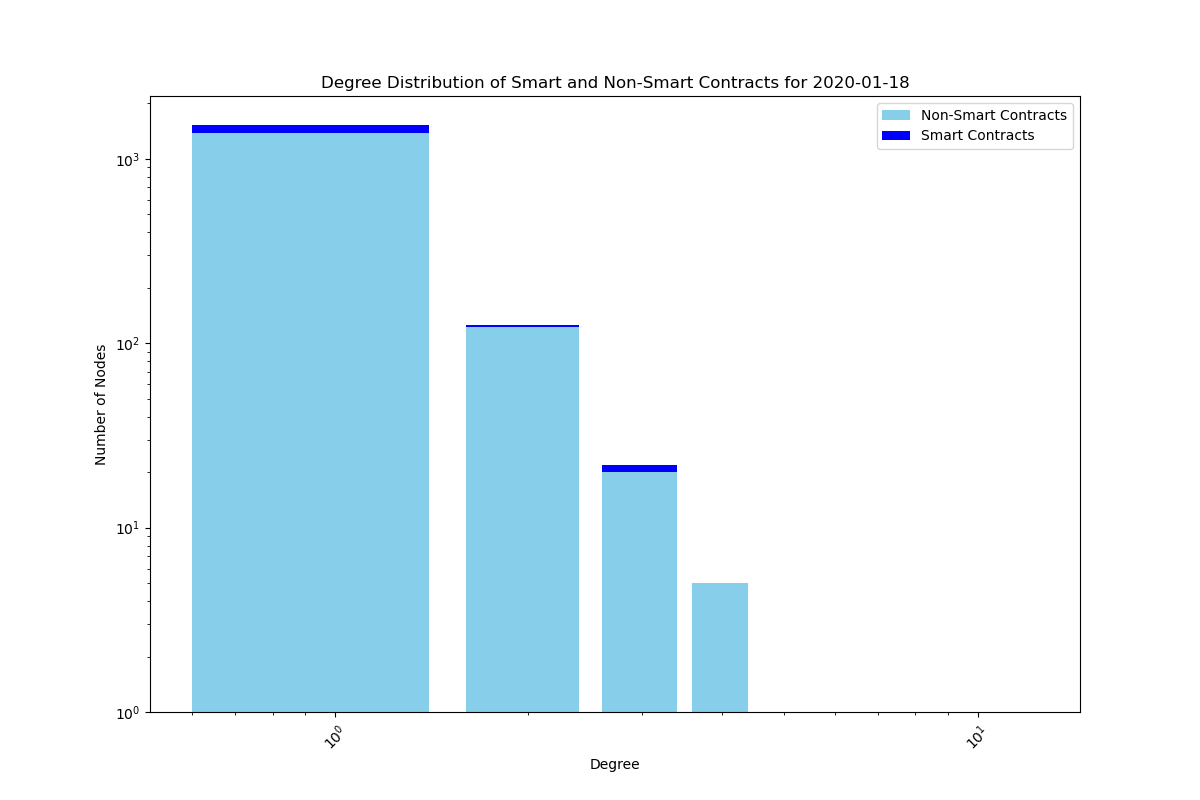 Degree Distribution of Smart and Non-Smart Contracts for 2020-01-18
Non-Smart Contracts
Smart Contracts
Number of Nodes
10³
10²
10¹
10⁰
10⁰
10¹
Degree